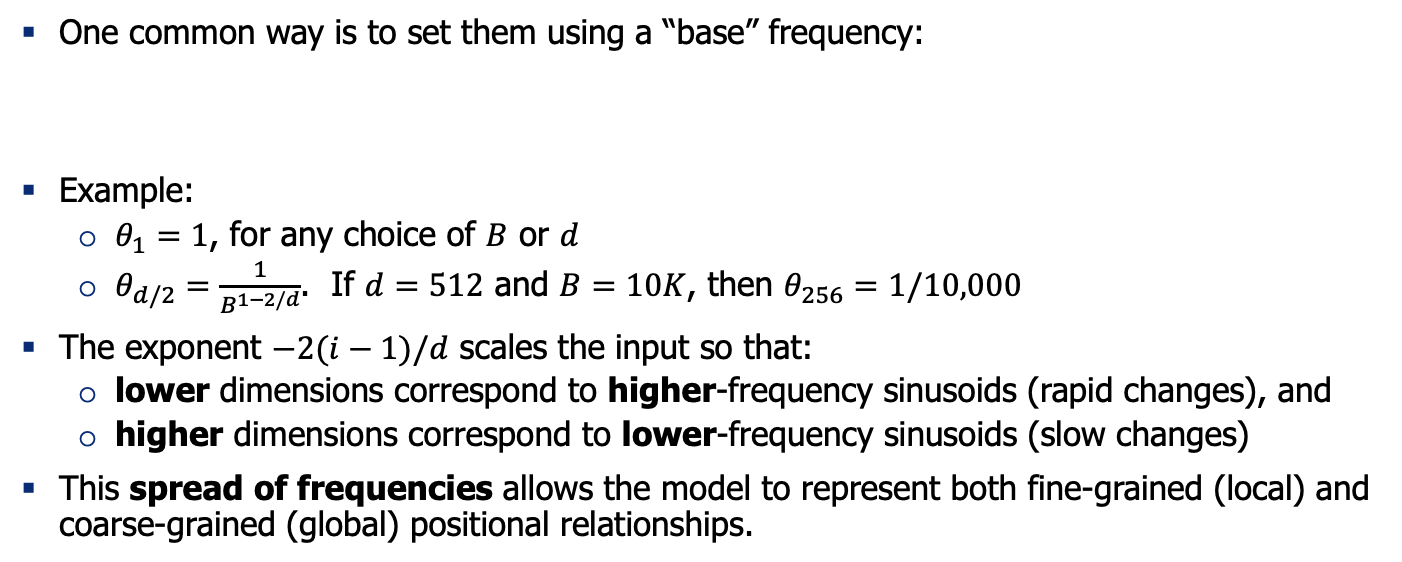 ▪ One common way is to set them using a “base” frequency:
▪ Example:
○ θ₁ = 1, for any choice of B or d
○ θ_{d/2} = 1/B^{1−2/d}. If d = 512 and B = 10K, then θ₂₅₆ = 1/10,000
▪ The exponent −2(i − 1)/d scales the input so that:
○ lower dimensions correspond to higher-frequency sinusoids (rapid changes), and
○ higher dimensions correspond to lower-frequency sinusoids (slow changes)
▪ This spread of frequencies allows the model to represent both fine-grained (local) and
coarse-grained (global) positional relationships.